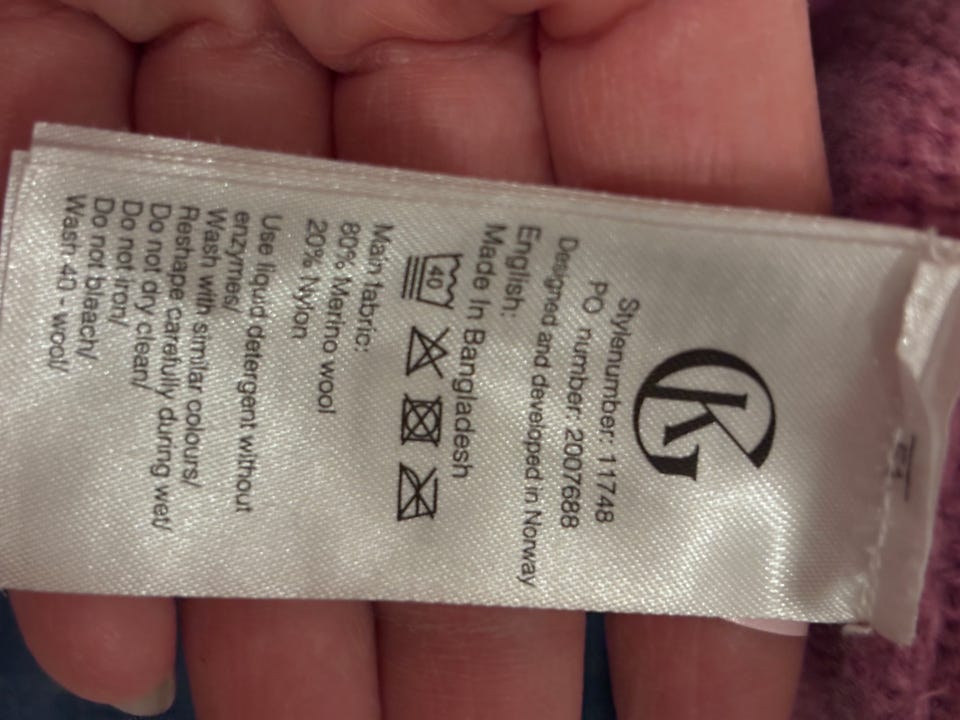 K
Stylenumber: 11748
PO number: 2007688
Designed and developed in Norway
English:
Made In Bangladesh
40
Main fabric:
80% Merino wool
20% Nylon
Use liquid detergent without
enzymes/
Wash with similar colours/
Reshape carefully during wet/
Do not dry clean/
Do not iron/
Do not bleach/
Wash 40 - wool/